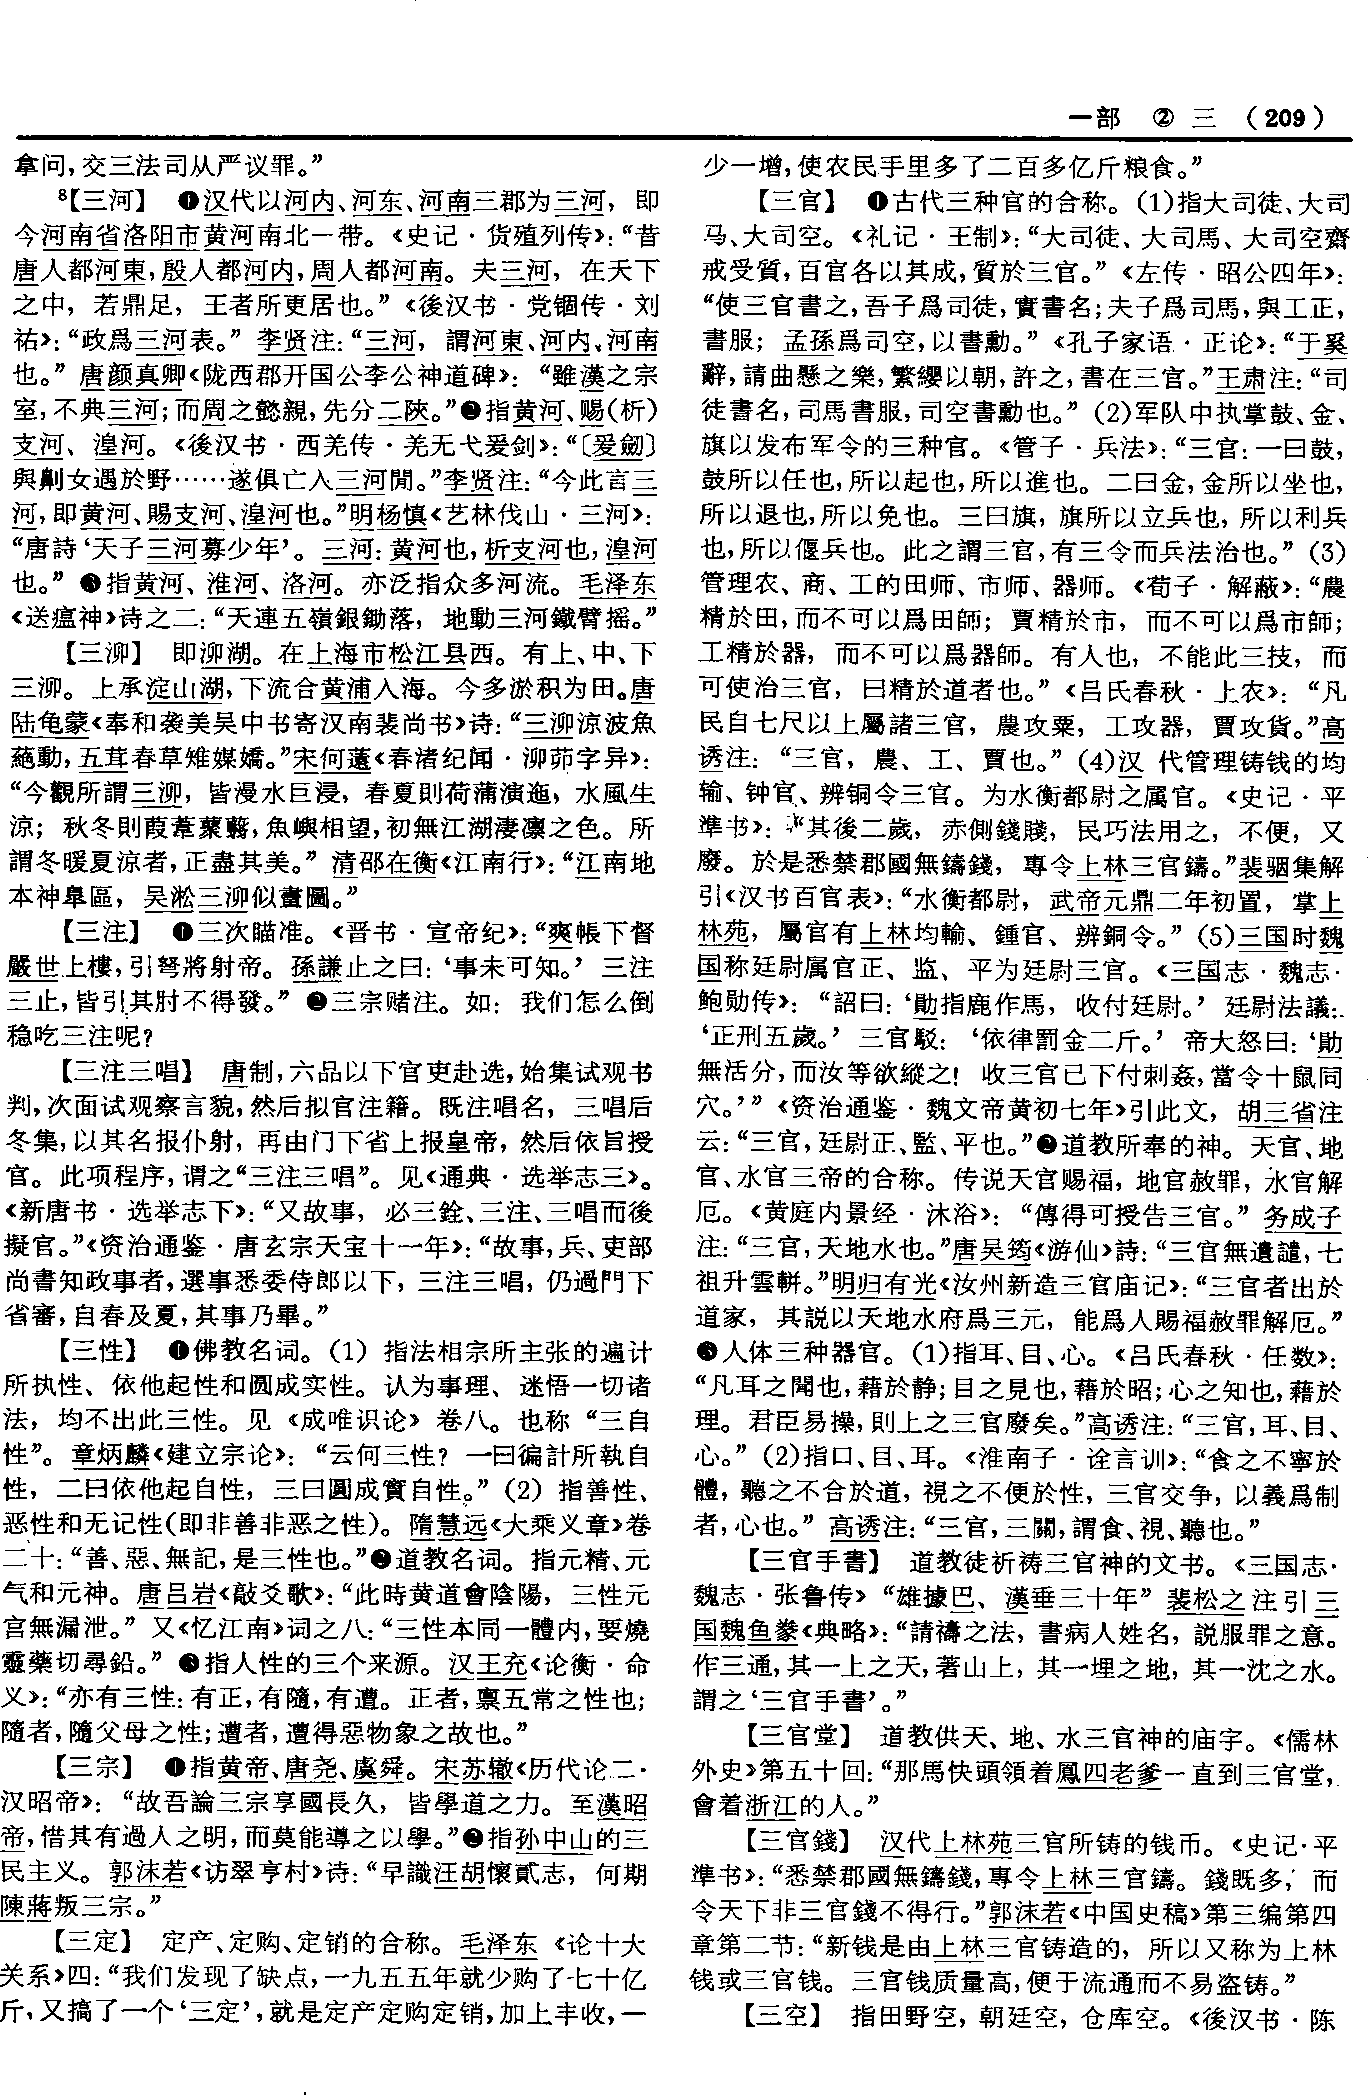 一部 ② 三 (209)
拿问,交三法司从严议罪。”
⁸【三河】 ❶汉代以河内、河东、河南三郡为三河，即
今河南省洛阳市黄河南北一带。《史记·货殖列传》:“昔
唐人都河東,殷人都河内,周人都河南。夫三河，在天下
之中，若鼎足，王者所更居也。”《後汉书·党锢传·刘
祐》:“政爲三河表。”李贤注:“三河，謂河東、河内、河南
也。”唐颜真卿《陇西郡开国公李公神道碑》：“雖漢之宗
室,不典三河;而周之懿親,先分二陝。”❷指黄河、赐(析)
支河、湟河。《後汉书·西羌传·羌无弋爰剑》:“〔爰劒〕
與劓女遇於野……遂俱亡入三河間。”李贤注:“今此言三
河,即黄河、賜支河、湟河也。”明杨慎《艺林伐山·三河》:
“唐詩‘天子三河募少年’。三河:黄河也,析支河也,湟河
也。”❸指黄河、淮河、洛河。亦泛指众多河流。毛泽东
《送瘟神》诗之二:“天連五嶺銀鋤落，地動三河鐵臂摇。”
【三泖】 即泖湖。在上海市松江县西。有上、中、下
三泖。上承淀山湖,下流合黄浦入海。今多淤积为田。唐
陆龟蒙《奉和袭美吴中书寄汉南裴尚书》诗:“三泖涼波魚
蕝動,五茸春草雉媒嬌。”宋何薳《春渚纪闻·泖茆字异》:
“今觀所謂三泖，皆漫水巨浸，春夏則荷蒲演迤，水風生
涼；秋冬則葭葦蘩翳,魚嶼相望,初無江湖淒凛之色。所
謂冬暖夏涼者,正盡其美。”清邵在衡《江南行》:“江南地
本神臯區，吴淞三泖似畫圖。”
【三注】 ❶三次瞄准。《晋书·宣帝纪》:“爽帳下督
嚴世上樓,引弩將射帝。孫謙止之曰:‘事未可知。’三注
三止,皆引其肘不得發。”❷三宗赌注。如：我们怎么倒
稳吃三注呢?
【三注三唱】 唐制,六品以下官吏赴选,始集试观书
判,次面试观察言貌,然后拟官注籍。既注唱名，三唱后
冬集,以其名报仆射，再由门下省上报皇帝，然后依旨授
官。此项程序,谓之“三注三唱”。见《通典·选举志三》。
《新唐书·选举志下》:“又故事，必三銓、三注、三唱而後
擬官。”《资治通鉴·唐玄宗天宝十一年》:“故事,兵、吏部
尚書知政事者,選事悉委侍郎以下，三注三唱，仍過門下
省審,自春及夏,其事乃畢。”
【三性】 ❶佛教名词。(1) 指法相宗所主张的遍计
所执性、依他起性和圆成实性。认为事理、迷悟一切诸
法，均不出此三性。见《成唯识论》卷八。也称“三自
性”。章炳麟《建立宗论》：“云何三性？一曰徧計所執自
性，二曰依他起自性，三曰圓成實自性。”(2) 指善性、
恶性和无记性(即非善非恶之性)。隋慧远《大乘义章》卷
二十:“善、惡、無記,是三性也。”❷道教名词。指元精、元
气和元神。唐吕岩《敲爻歌》:“此時黄道會陰陽，三性元
宫無漏泄。”又《忆江南》词之八:“三性本同一體内,要燒
靈藥切尋鉛。”❸指人性的三个来源。汉王充《论衡·命
义》:“亦有三性:有正,有隨,有遭。正者,禀五常之性也;
隨者,隨父母之性;遭者,遭得惡物象之故也。”
【三宗】 ❶指黄帝、唐尧、虞舜。宋苏辙《历代论二·
汉昭帝》：“故吾論三宗享國長久，皆學道之力。至漢昭
帝,惜其有過人之明,而莫能導之以學。”❷指孙中山的三
民主义。郭沫若《访翠亨村》诗:“早識汪胡懷貳志，何期
陳蔣叛三宗。”
【三定】 定产、定购、定销的合称。毛泽东《论十大
关系》四:“我们发现了缺点,一九五五年就少购了七十亿
斤,又搞了一个‘三定’,就是定产定购定销,加上丰收,一
少一增,使农民手里多了二百多亿斤粮食。”
【三官】 ❶古代三种官的合称。(1)指大司徒、大司
马、大司空。《礼记·王制》:“大司徒、大司馬、大司空齋
戒受質,百官各以其成,質於三官。”《左传·昭公四年》:
“使三官書之,吾子爲司徒,實書名;夫子爲司馬,與工正,
書服；孟孫爲司空,以書勳。”《孔子家语·正论》:“于奚
辭,請曲懸之樂,繁纓以朝,許之,書在三官。”王肃注:“司
徒書名,司馬書服,司空書勳也。”(2)军队中执掌鼓、金、
旗以发布军令的三种官。《管子·兵法》:“三官:一曰鼓,
鼓所以任也,所以起也,所以進也。二曰金,金所以坐也,
所以退也,所以免也。三曰旗，旗所以立兵也，所以利兵
也,所以偃兵也。此之謂三官,有三令而兵法治也。”(3)
管理农、商、工的田师、市师、器师。《荀子·解蔽》:“農
精於田,而不可以爲田師；賈精於市，而不可以爲市師；
工精於器，而不可以爲器師。有人也，不能此三技，而
可使治三官，曰精於道者也。”《吕氏春秋·上农》：“凡
民自七尺以上屬諸三官，農攻粟，工攻器，賈攻貨。”高
诱注：“三官，農、工、賈也。”(4)汉 代管理铸钱的均
输、钟官、辨铜令三官。为水衡都尉之属官。《史记·平
準书》：“其後二歲，赤側錢賤，民巧法用之，不便，又
廢。於是悉禁郡國無鑄錢，專令上林三官鑄。”裴骃集解
引《汉书百官表》:“水衡都尉，武帝元鼎二年初置，掌上
林苑，屬官有上林均輸、鍾官、辨銅令。”(5)三国时魏
国称廷尉属官正、监、平为廷尉三官。《三国志·魏志·
鲍勋传》：“詔曰:‘勛指鹿作馬，收付廷尉。’廷尉法議:
‘正刑五歲。’三官駁：‘依律罰金二斤。’帝大怒曰:‘勛
無活分,而汝等欲縱之！收三官已下付刺姦,當令十鼠同
穴。’”《资治通鉴·魏文帝黄初七年》引此文，胡三省注
云:“三官,廷尉正、監、平也。”❷道教所奉的神。天官、地
官、水官三帝的合称。传说天官赐福，地官赦罪，水官解
厄。《黄庭内景经·沐浴》：“傳得可授告三官。”务成子
注:“三官,天地水也。”唐吴筠《游仙》詩:“三官無遺譴,七
祖升雲軿。”明归有光《汝州新造三官庙记》:“三官者出於
道家，其説以天地水府爲三元，能爲人賜福赦罪解厄。”
❸人体三种器官。(1)指耳、目、心。《吕氏春秋·任数》:
“凡耳之聞也,藉於静;目之見也,藉於昭;心之知也,藉於
理。君臣易操,則上之三官廢矣。”高诱注:“三官,耳、目、
心。”(2)指口、目、耳。《淮南子·诠言训》:“食之不寧於
體，聽之不合於道，視之不便於性，三官交争，以義爲制
者,心也。”高诱注:“三官,三關,謂食、視、聽也。”
【三官手書】 道教徒祈祷三官神的文书。《三国志·
魏志·张鲁传》“雄據巴、漢垂三十年”裴松之注引三
国魏鱼豢《典略》:“請禱之法，書病人姓名，説服罪之意。
作三通,其一上之天,著山上，其一埋之地，其一沈之水。
謂之‘三官手書’。”
【三官堂】 道教供天、地、水三官神的庙宇。《儒林
外史》第五十回:“那馬快頭領着鳳四老爹一直到三官堂,
會着浙江的人。”
【三官錢】 汉代上林苑三官所铸的钱币。《史记·平
準书》:“悉禁郡國無鑄錢,專令上林三官鑄。錢既多，而
令天下非三官錢不得行。”郭沫若《中国史稿》第三编第四
章第二节:“新钱是由上林三官铸造的，所以又称为上林
钱或三官钱。三官钱质量高,便于流通而不易盗铸。”
【三空】 指田野空，朝廷空，仓库空。《後汉书·陈